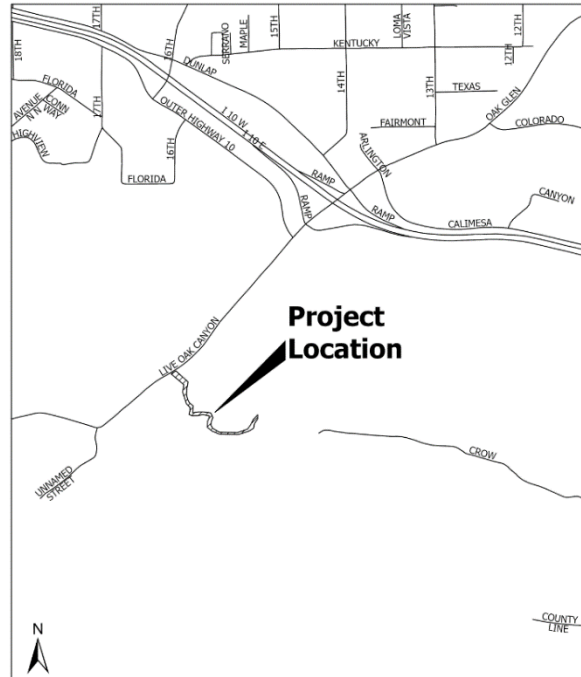 18TH
17TH
16TH
SERRANO
MAPLE
15TH
LOMA
VISTA
12TH
KENTUCKY
12TH
DUNLAP
14TH
13TH
TEXAS
OAK GLEN
FLORIDA
AVENUE N
CONN
N WAY
17TH
OUTER HIGHWAY 10
I 10 W
I 10 E
FAIRMONT
COLORADO
HIGHVIEW
16TH
ARLINGTON
FLORIDA
RAMP
RAMP
RAMP
CANYON
CALIMESA
Project
Location
LIVE OAK CANYON
CROW
UNNAMED
STREET
COUNTY
LINE
N